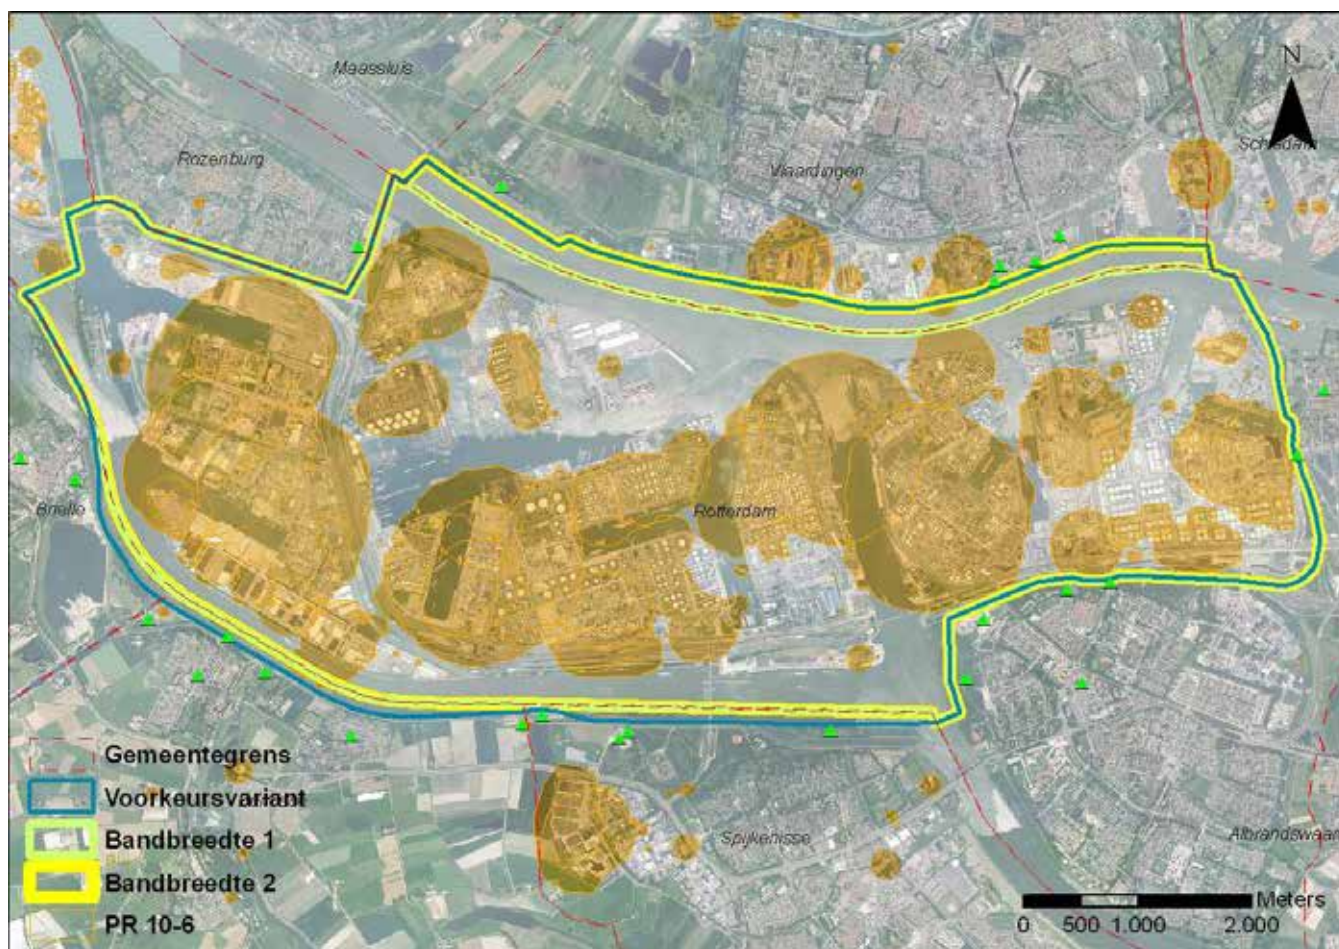 Maassluis
N
Schiedam
Rozenburg
Vlaardingen
Brielle
Rotterdam
Gemeentegrens
Voorkeursvariant
Bandbreedte 1
Spijkenisse
Bandbreedte 2
PR 10-6
Meters
0 500 1.000 2.000